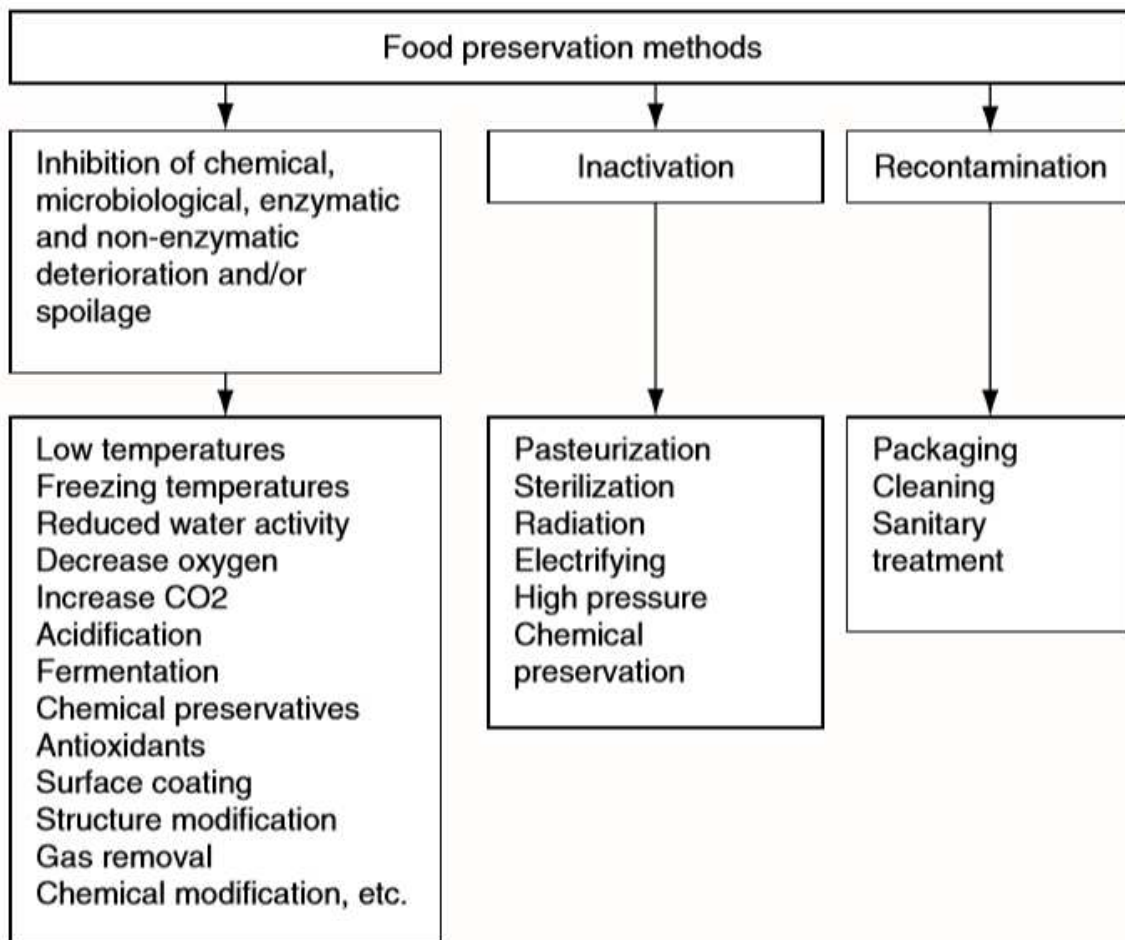 Food preservation methods
Inhibition of chemical,
microbiological, enzymatic
and non-enzymatic
deterioration and/or
spoilage
Inactivation
Recontamination
Low temperatures
Freezing temperatures
Reduced water activity
Decrease oxygen
Increase CO2
Acidification
Fermentation
Chemical preservatives
Antioxidants
Surface coating
Structure modification
Gas removal
Chemical modification, etc.
Pasteurization
Sterilization
Radiation
Electrifying
High pressure
Chemical
preservation
Packaging
Cleaning
Sanitary
treatment